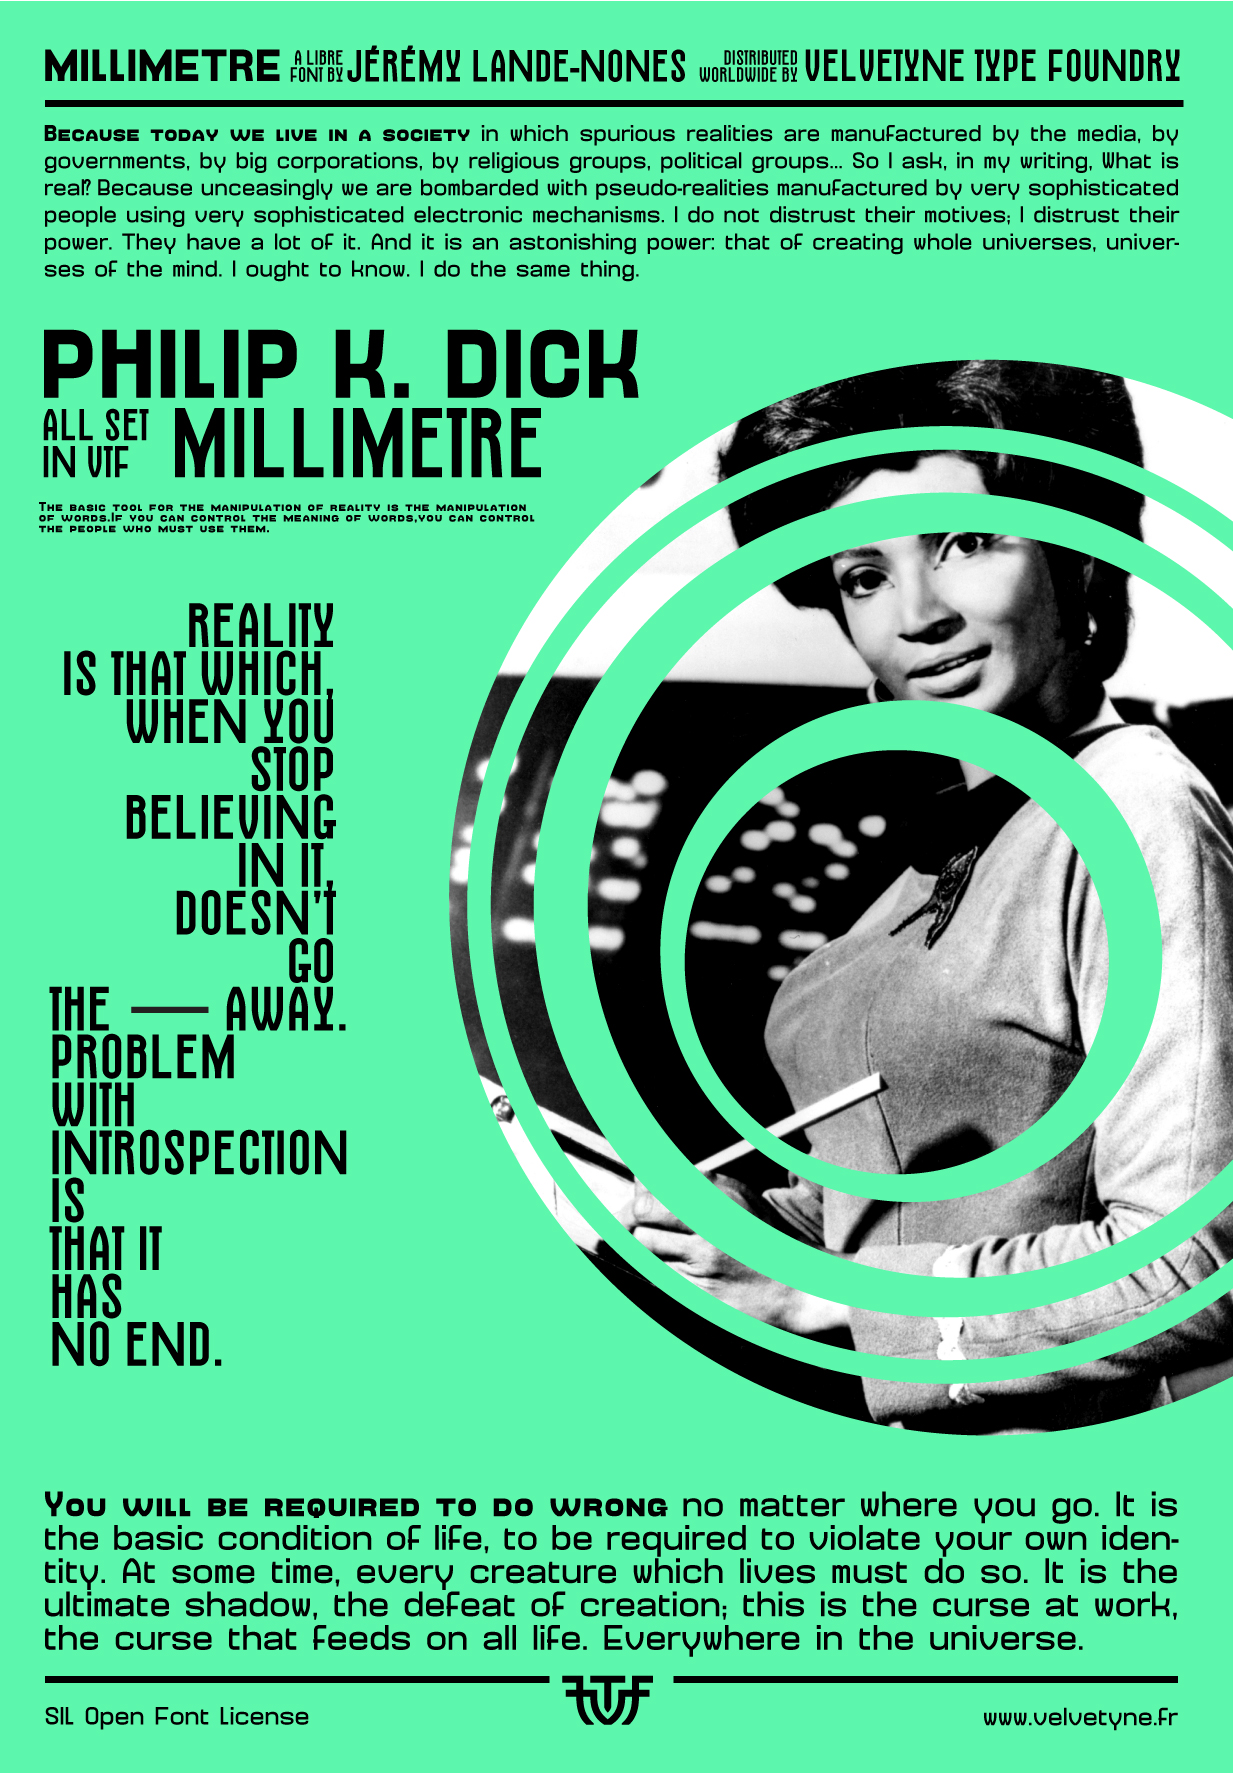 MILLIMETRE A LIBRE FONT BY JÉRÉMY LANDE-NONES DISTRIBUTED WORLDWIDE BY VELVETYNE TYPE FOUNDRY
BECAUSE TODAY WE LIVE IN A SOCIETY in which spurious realities are manufactured by the media, by
governments, by big corporations, by religious groups, political groups... So I ask, in my writing, What is
real? Because unceasingly we are bombarded with pseudo-realities manufactured by very sophisticated
people using very sophisticated electronic mechanisms. I do not distrust their motives; I distrust their
power. They have a lot of it. And it is an astonishing power: that of creating whole universes, univer-
ses of the mind. I ought to know. I do the same thing.
PHILIP K. DICK
ALL SET
IN VTF
MILLIMETRE
THE BASIC TOOL FOR THE MANIPULATION OF REALITY IS THE MANIPULATION
OF WORDS.IF YOU CAN CONTROL THE MEANING OF WORDS,YOU CAN CONTROL
THE PEOPLE WHO MUST USE THEM.
REALITY
IS THAT WHICH,
WHEN YOU
STOP
BELIEVING
IN IT,
DOESN'T
GO
THE — AWAY.
PROBLEM
WITH
INTROSPECTION
IS
THAT IT
HAS
NO END.
YOU WILL BE REQUIRED TO DO WRONG no matter where you go. It is
the basic condition of life, to be required to violate your own iden-
tity. At some time, every creature which lives must do so. It is the
ultimate shadow, the defeat of creation; this is the curse at work,
the curse that feeds on all life. Everywhere in the universe.
VTF
SIL Open Font License
www.velvetyne.fr